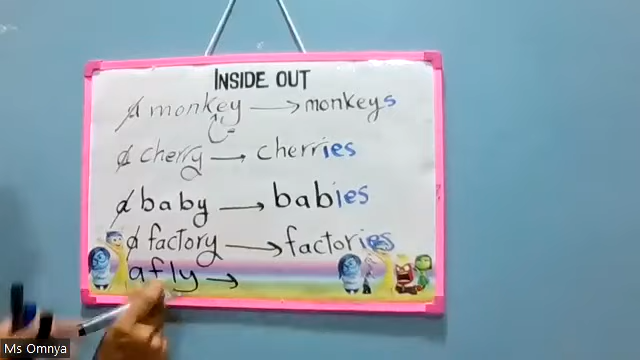 INSIDE OUT
a monkey → monkeys
a cherry → cherries
a baby → babies
a factory → factories
a fly →
Ms Omnya